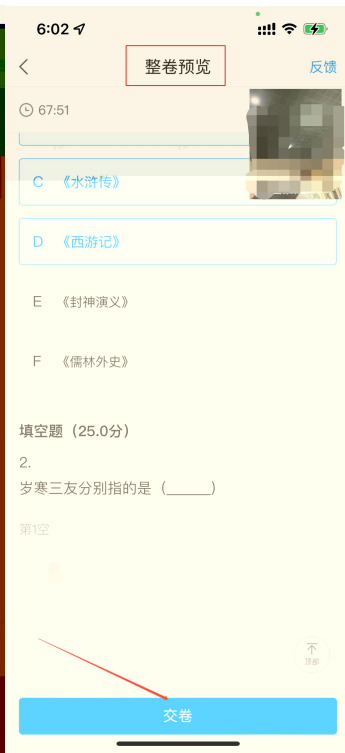 6:02
整卷预览
反馈
67:51
C 《水浒传》
D 《西游记》
E 《封神演义》
F 《儒林外史》
填空题（25.0分）
2.
岁寒三友分别指的是（______）
第1空
顶部
交卷